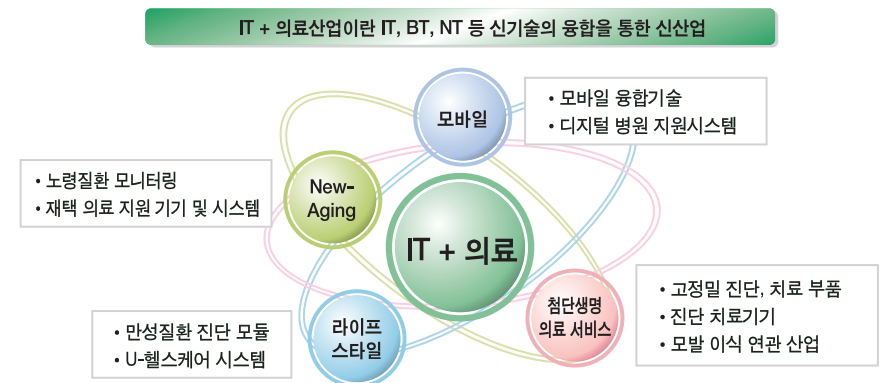 IT + 의료산업이란 IT, BT, NT 등 신기술의 융합을 통한 신산업
모바일
• 모바일 융합기술
• 디지털 병원 지원시스템
New-
Aging
• 노령질환 모니터링
• 재택 의료 지원 기기 및 시스템
IT + 의료
첨단생명
의료 서비스
• 고정밀 진단, 치료 부품
• 진단 치료기기
• 모발 이식 연관 산업
라이프
스타일
• 만성질환 진단 모듈
• U-헬스케어 시스템